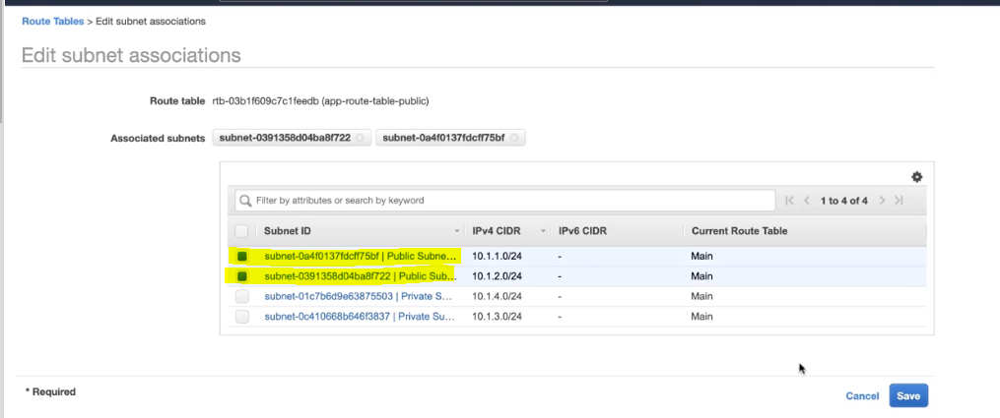 Route Tables > Edit subnet associations
Edit subnet associations
Route table rtb-03b1f609c7c1feedb (app-route-table-public)
Associated subnets subnet-0391358d04ba8f722 subnet-0a4f0137fdcff75bf
Filter by attributes or search by keyword 1 to 4 of 4
Subnet ID IPv4 CIDR IPv6 CIDR Current Route Table
subnet-0a4f0137fdcff75bf | Public Subne... 10.1.1.0/24 - Main
subnet-0391358d04ba8f722 | Public Sub... 10.1.2.0/24 - Main
subnet-01c7b6d9e63875503 | Private S... 10.1.4.0/24 - Main
subnet-0c410668b646f3837 | Private Su... 10.1.3.0/24 - Main
* Required
Cancel Save